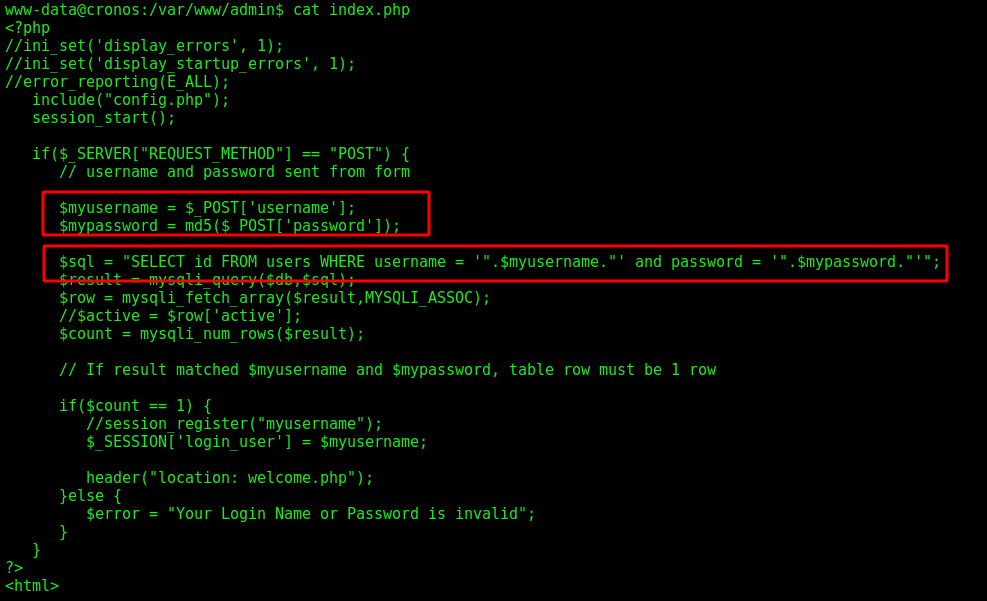 www-data@cronos:/var/www/admin$ cat index.php
<?php
//ini_set('display_errors', 1);
//ini_set('display_startup_errors', 1);
//error_reporting(E_ALL);
   include("config.php");
   session_start();

   if($_SERVER["REQUEST_METHOD"] == "POST") {
      // username and password sent from form

      $myusername = $_POST['username'];
      $mypassword = md5($_POST['password']);

      $sql = "SELECT id FROM users WHERE username = '".$myusername."' and password = '".$mypassword."'";
      $result = mysqli_query($db,$sql);
      $row = mysqli_fetch_array($result,MYSQLI_ASSOC);
      //$active = $row['active'];
      $count = mysqli_num_rows($result);

      // If result matched $myusername and $mypassword, table row must be 1 row

      if($count == 1) {
         //session_register("myusername");
         $_SESSION['login_user'] = $myusername;

         header("location: welcome.php");
      }else {
         $error = "Your Login Name or Password is invalid";
      }
   }
?>
<html>